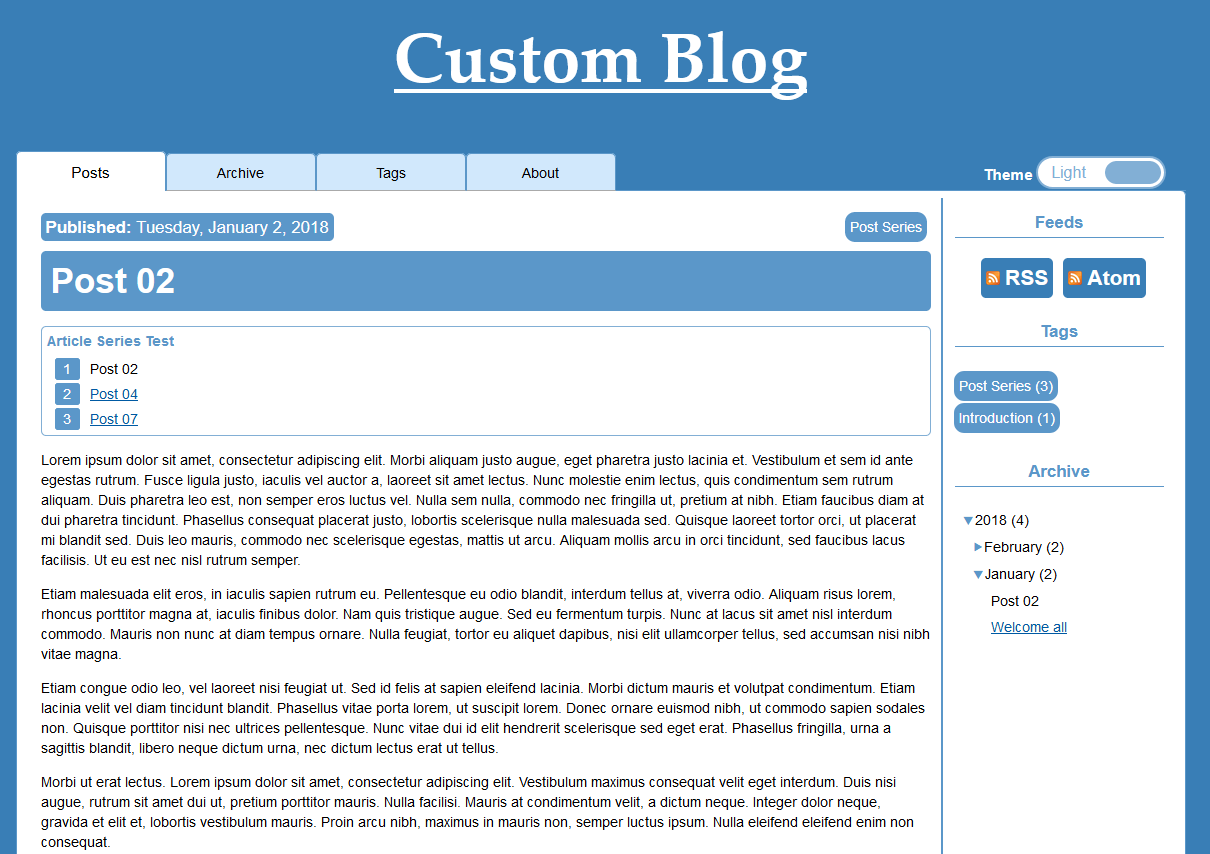 Custom Blog
Posts
Archive
Tags
About
Theme
Light
Published: Tuesday, January 2, 2018
Post Series
Post 02
Article Series Test
1 Post 02
2 Post 04
3 Post 07
Lorem ipsum dolor sit amet, consectetur adipiscing elit. Morbi aliquam justo augue, eget pharetra justo lacinia et. Vestibulum et sem id ante
egestas rutrum. Fusce ligula justo, iaculis vel auctor a, laoreet sit amet lectus. Nunc molestie enim lectus, quis condimentum sem rutrum
aliquam. Duis pharetra leo est, non semper eros luctus vel. Nulla sem nulla, commodo nec fringilla ut, pretium at nibh. Etiam faucibus diam at
dui pharetra tincidunt. Phasellus consequat placerat justo, lobortis scelerisque nulla malesuada sed. Quisque laoreet tortor orci, ut placerat
mi blandit sed. Duis leo mauris, commodo nec scelerisque egestas, mattis ut arcu. Aliquam mollis arcu in orci tincidunt, sed faucibus lacus
facilisis. Ut eu est nec nisl rutrum semper.
Etiam malesuada elit eros, in iaculis sapien rutrum eu. Pellentesque eu odio blandit, interdum tellus at, viverra odio. Aliquam risus lorem,
rhoncus porttitor magna at, iaculis finibus dolor. Nam quis tristique augue. Sed eu fermentum turpis. Nunc at lacus sit amet nisl interdum
commodo. Mauris non nunc at diam tempus ornare. Nulla feugiat, tortor eu aliquet dapibus, nisi elit ullamcorper tellus, sed accumsan nisi nibh
vitae magna.
Etiam congue odio leo, vel laoreet nisi feugiat ut. Sed id felis at sapien eleifend lacinia. Morbi dictum mauris et volutpat condimentum. Etiam
lacinia velit vel diam tincidunt blandit. Phasellus vitae porta lorem, ut suscipit lorem. Donec ornare euismod nibh, ut commodo sapien sodales
non. Quisque porttitor nisi nec ultrices pellentesque. Nunc vitae dui id elit hendrerit scelerisque sed eget erat. Phasellus fringilla, urna a
sagittis blandit, libero neque dictum urna, nec dictum lectus erat ut tellus.
Morbi ut erat lectus. Lorem ipsum dolor sit amet, consectetur adipiscing elit. Vestibulum maximus consequat velit eget interdum. Duis nisi
augue, rutrum sit amet dui ut, pretium porttitor mauris. Nulla facilisi. Mauris at condimentum velit, a dictum neque. Integer dolor neque,
gravida et elit et, lobortis vestibulum mauris. Proin arcu nibh, maximus in mauris non, semper luctus ipsum. Nulla eleifend eleifend enim non
consequat.
Feeds
RSS
Atom
Tags
Post Series (3)
Introduction (1)
Archive
2018 (4)
February (2)
January (2)
Post 02
Welcome all